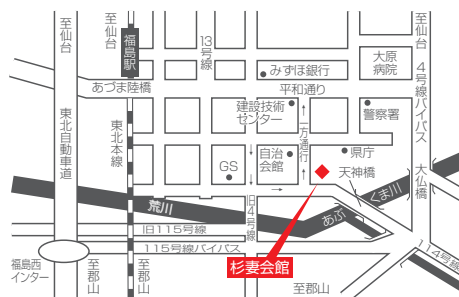 至仙台
至仙台
至仙台
福島駅
13号線
みずほ銀行
大原
病院
4号線バイパス
あづま陸橋
平和通り
建設技術
センター
警察署
東北自動車道
東北本線
一方通行
自治
会館
県庁
GS
天神橋
大仏橋
荒川
旧4号線
あぶくま川
旧115号線
115号線バイパス
杉妻会館
福島西
インター
至郡山
至郡山
至郡山
4号線